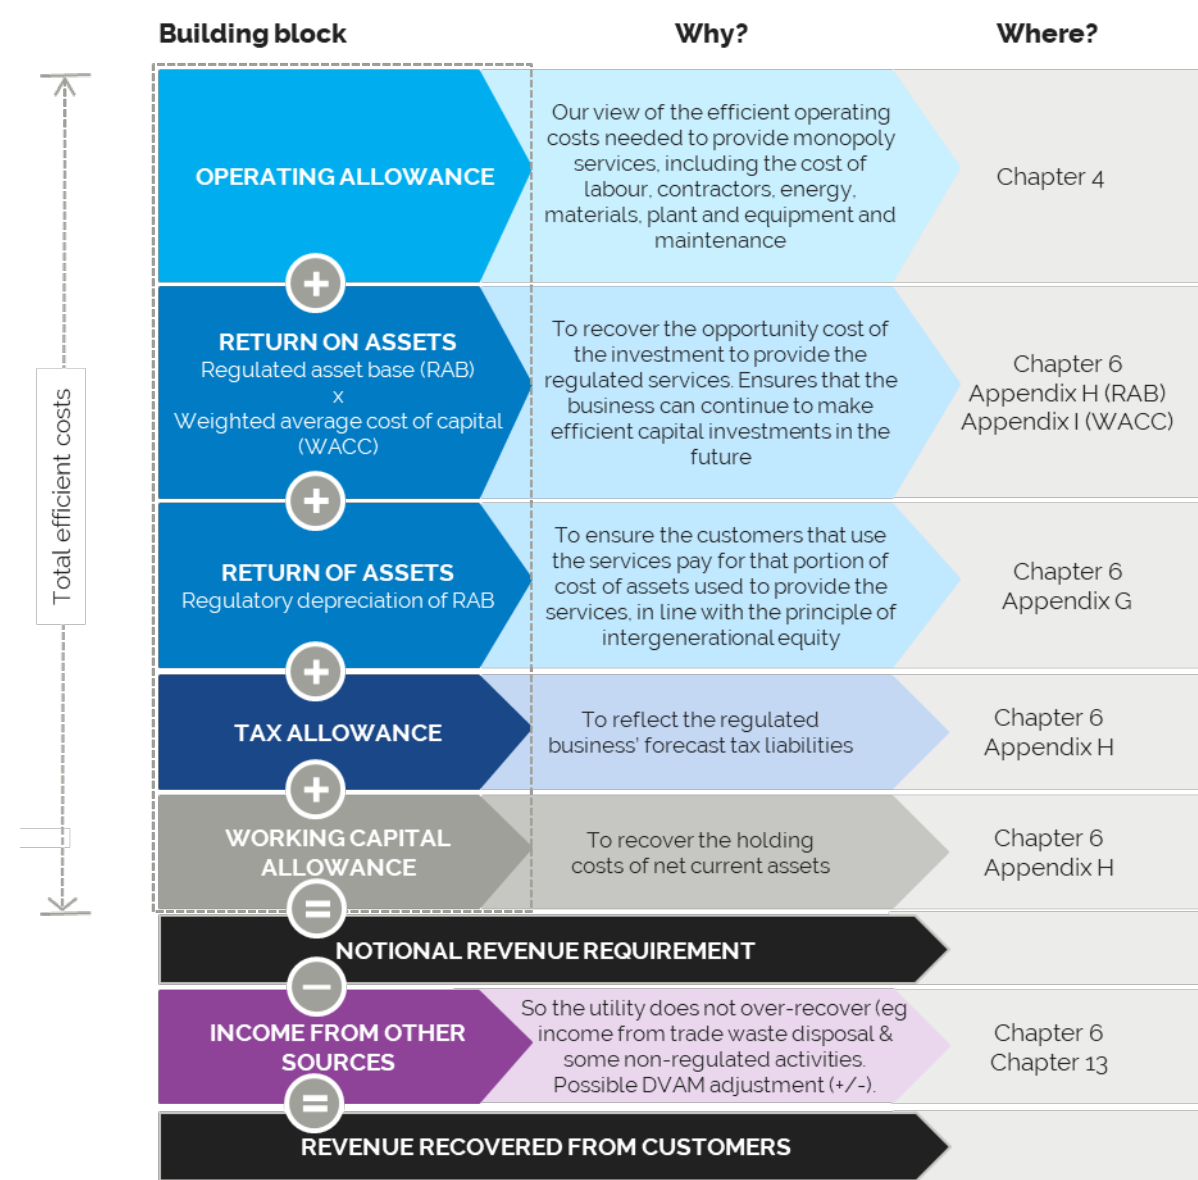 Building block
Why?
Where?
Total efficient costs
OPERATING ALLOWANCE
Our view of the efficient operating
costs needed to provide monopoly
services, including the cost of
labour, contractors, energy,
materials, plant and equipment and
maintenance
Chapter 4
+
RETURN ON ASSETS
Regulated asset base (RAB)
x
Weighted average cost of capital
(WACC)
To recover the opportunity cost of
the investment to provide the
regulated services. Ensures that the
business can continue to make
efficient capital investments in the
future
Chapter 6
Appendix H (RAB)
Appendix I (WACC)
+
RETURN OF ASSETS
Regulatory depreciation of RAB
To ensure the customers that use
the services pay for that portion of
cost of assets used to provide the
services, in line with the principle of
intergenerational equity
Chapter 6
Appendix G
+
TAX ALLOWANCE
To reflect the regulated
business’ forecast tax liabilities
Chapter 6
Appendix H
+
WORKING CAPITAL
ALLOWANCE
To recover the holding
costs of net current assets
Chapter 6
Appendix H
=
NOTIONAL REVENUE REQUIREMENT
−
INCOME FROM OTHER
SOURCES
So the utility does not over-recover (eg
income from trade waste disposal &
some non-regulated activities.
Possible DVAM adjustment (+/-).
Chapter 6
Chapter 13
=
REVENUE RECOVERED FROM CUSTOMERS